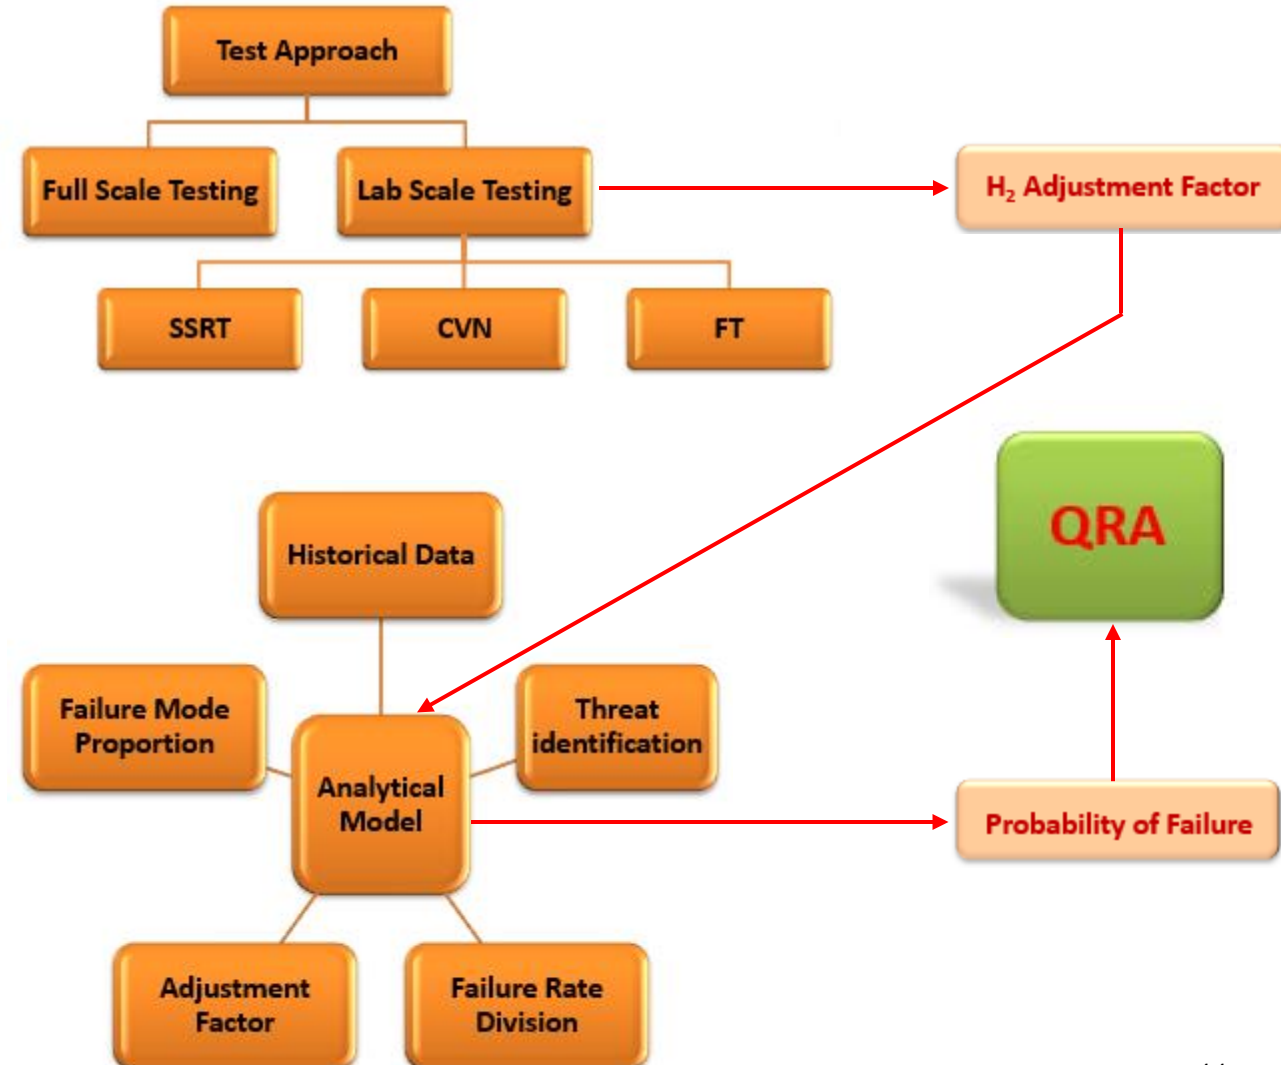 Test Approach
Full Scale Testing
Lab Scale Testing
H₂ Adjustment Factor
SSRT
CVN
FT
QRA
Historical Data
Failure Mode
Proportion
Threat
identification
Analytical
Model
Probability of Failure
Adjustment
Factor
Failure Rate
Division